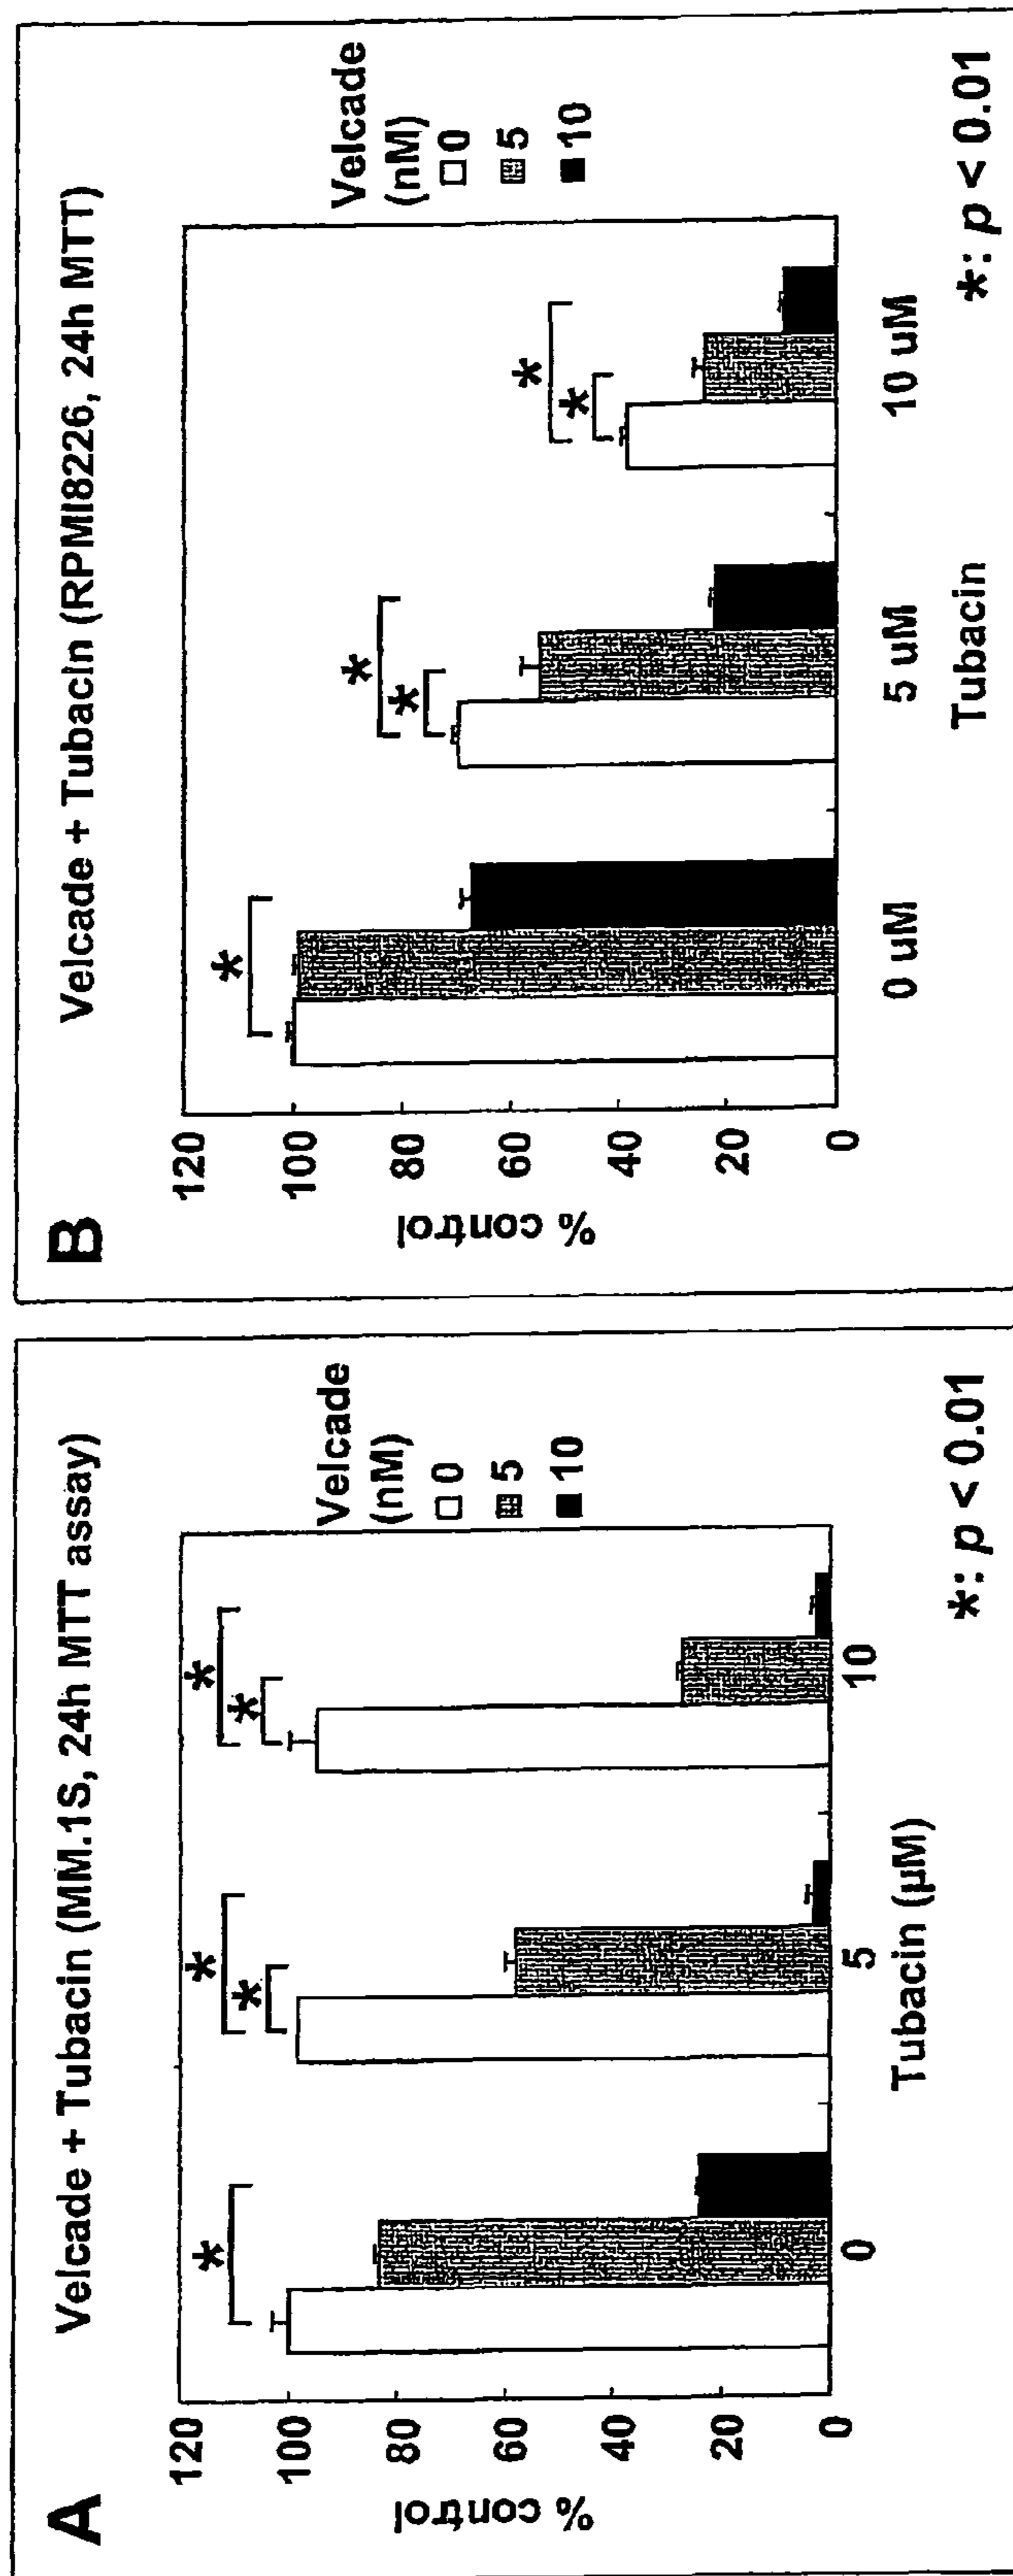 A
Velcade + Tubacin (MM.1S, 24h MTT assay)
% control
120
100
80
60
40
20
0
*
*
*
*
*
Velcade
(nM)
0
5
10
0
5
10
Tubacin (µM)
*: p < 0.01
B
Velcade + Tubacin (RPMI8226, 24h MTT)
% control
120
100
80
60
40
20
0
*
*
*
*
*
Velcade
(nM)
0
5
10
0 uM
5 uM
10 uM
Tubacin
*: p < 0.01